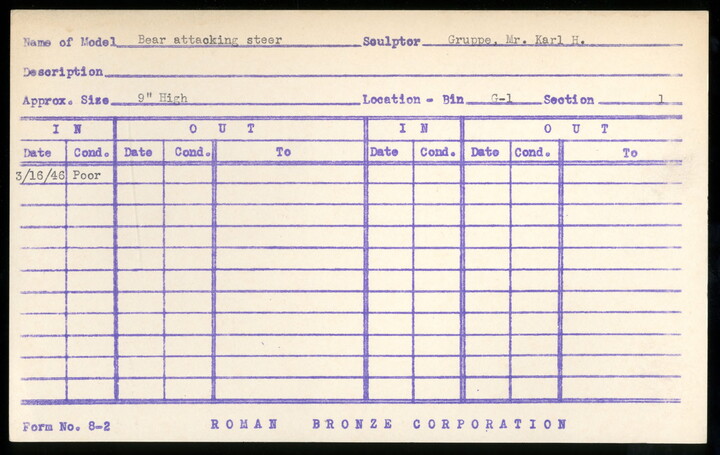 Name of Model Bear attacking steer Sculptor Gruppe, Mr. Karl H.
Description
Approx. Size 9" High Location - Bin G-1 Section 1
IN OUT IN OUT
Date Cond. Date Cond. To Date Cond. Date Cond. To
3/16/46 Poor
Form No. 8-2 ROMAN BRONZE CORPORATION